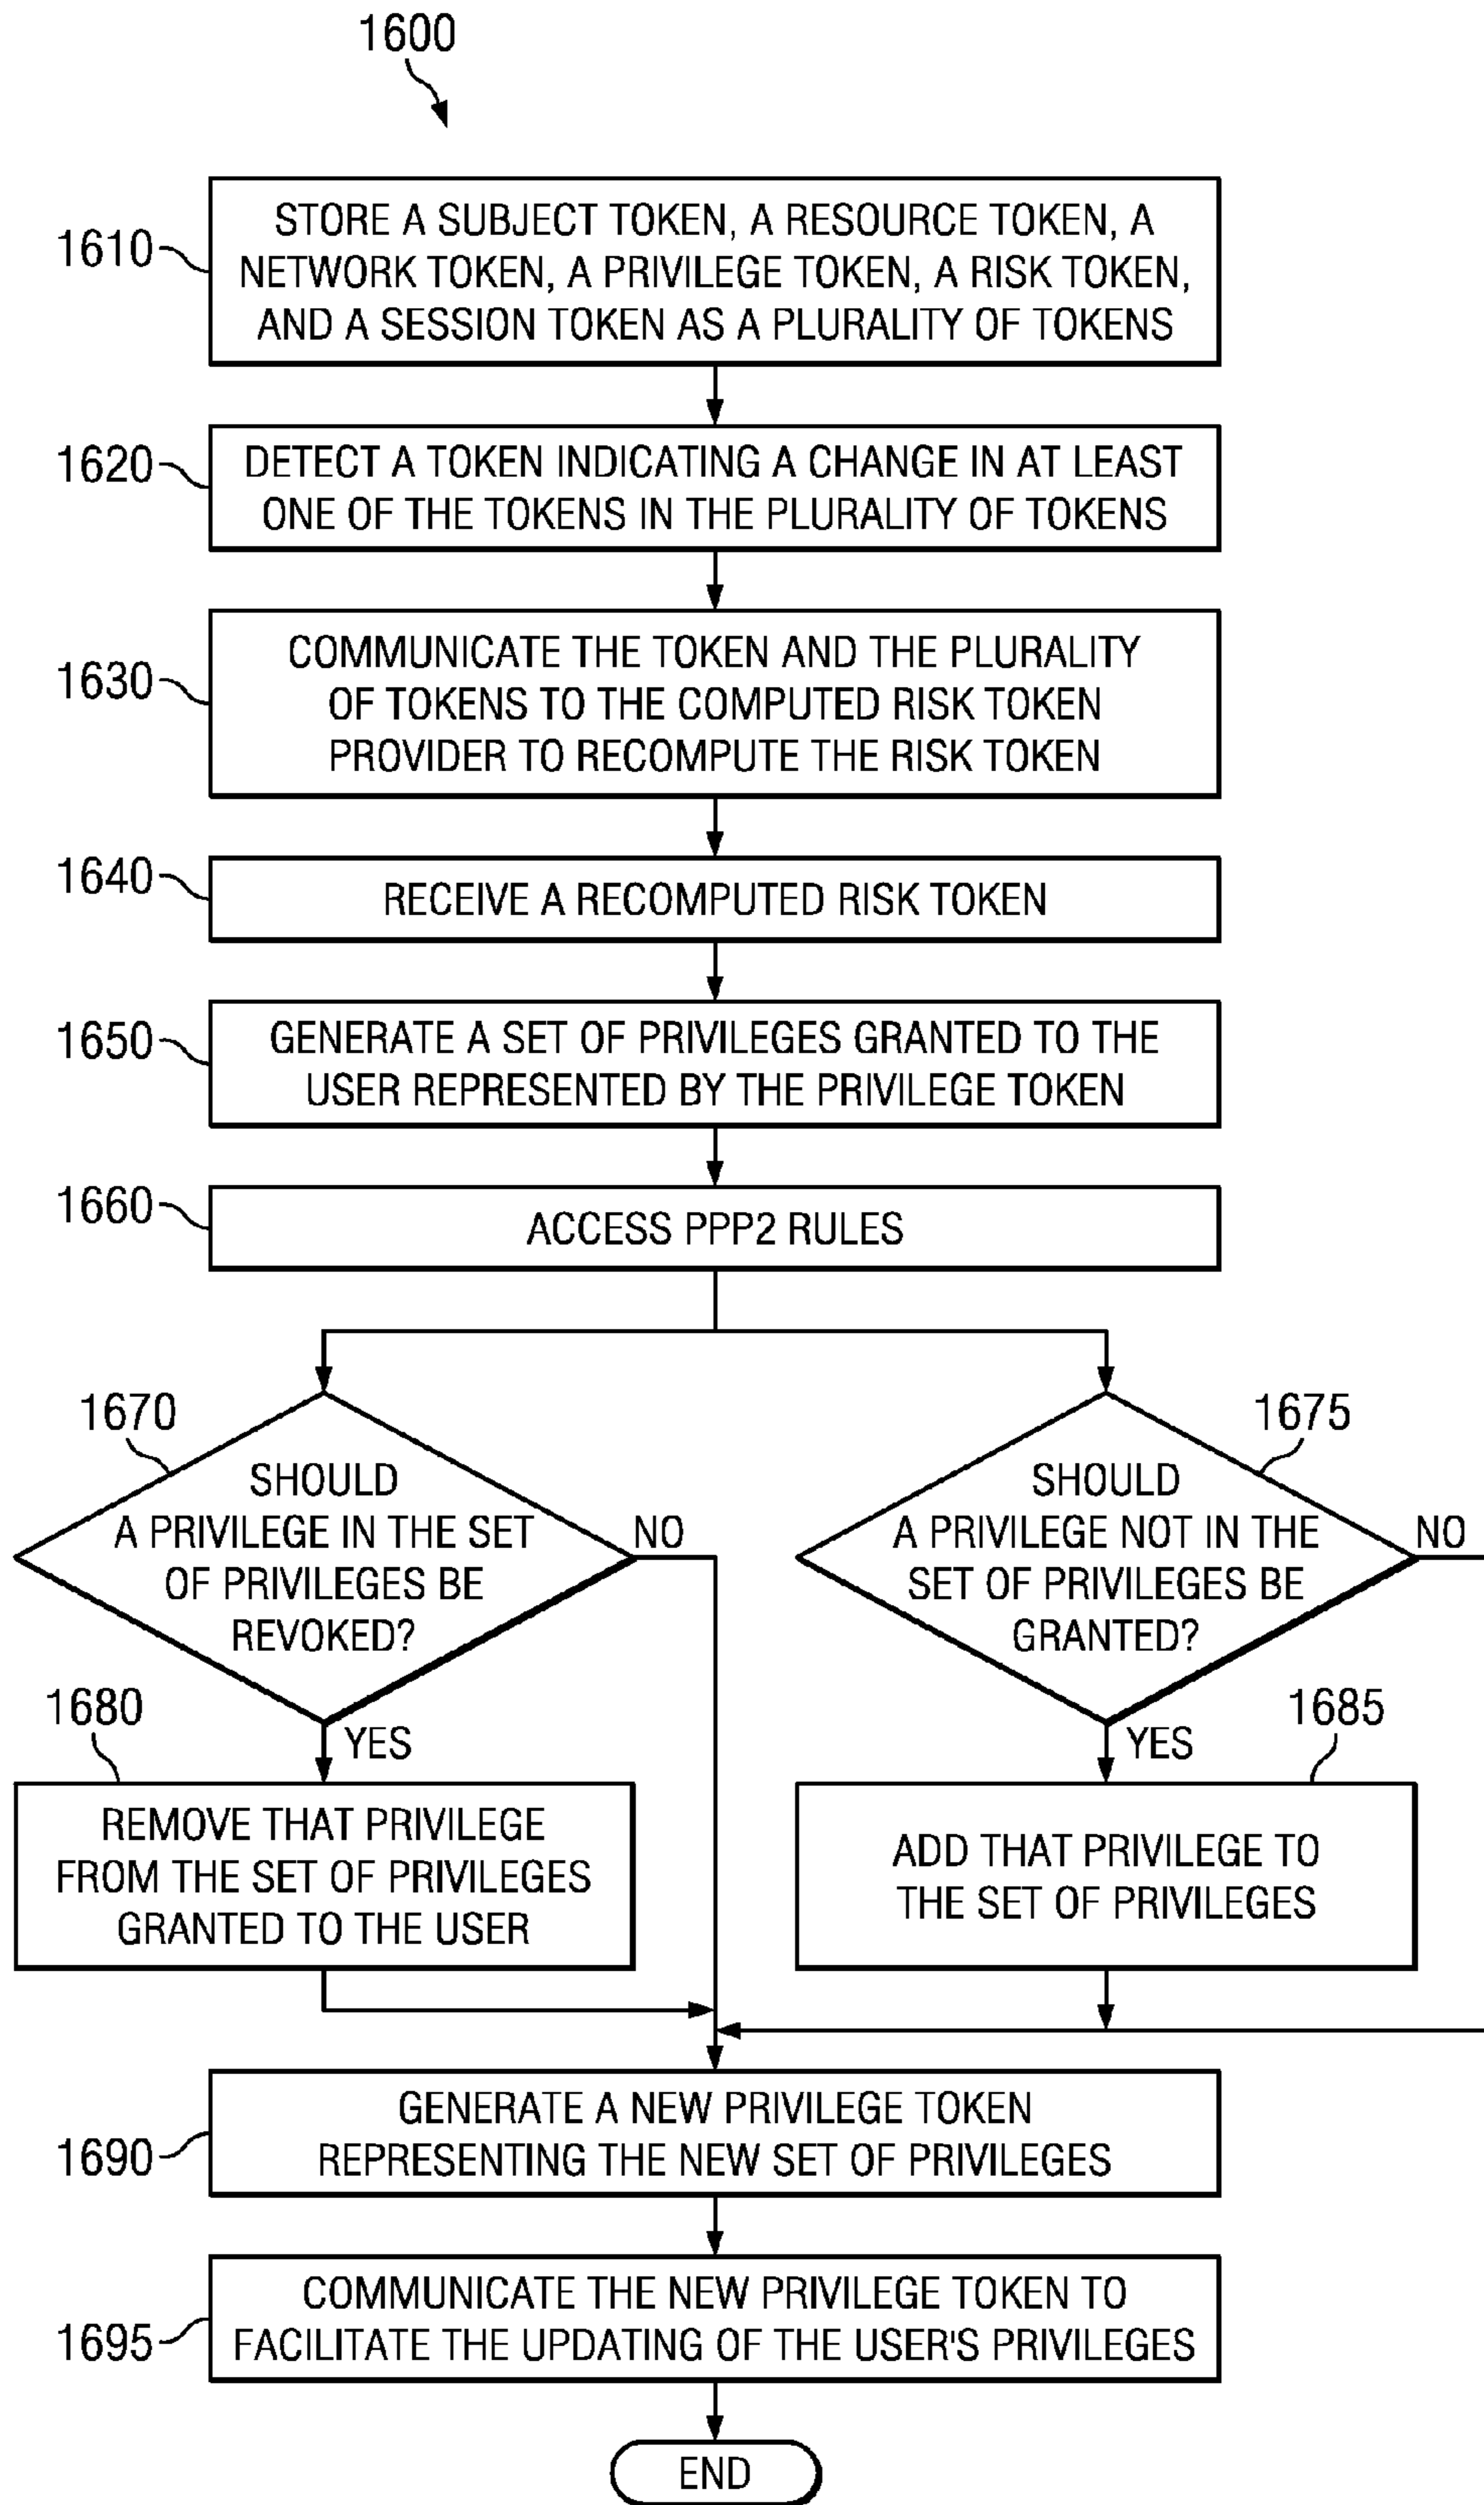 1600
1610
STORE A SUBJECT TOKEN, A RESOURCE TOKEN, A
NETWORK TOKEN, A PRIVILEGE TOKEN, A RISK TOKEN,
AND A SESSION TOKEN AS A PLURALITY OF TOKENS
1620
DETECT A TOKEN INDICATING A CHANGE IN AT LEAST
ONE OF THE TOKENS IN THE PLURALITY OF TOKENS
1630
COMMUNICATE THE TOKEN AND THE PLURALITY
OF TOKENS TO THE COMPUTED RISK TOKEN
PROVIDER TO RECOMPUTE THE RISK TOKEN
1640
RECEIVE A RECOMPUTED RISK TOKEN
1650
GENERATE A SET OF PRIVILEGES GRANTED TO THE
USER REPRESENTED BY THE PRIVILEGE TOKEN
1660
ACCESS PPP2 RULES
1670
SHOULD
A PRIVILEGE IN THE SET
OF PRIVILEGES BE
REVOKED?
NO
YES
1675
SHOULD
A PRIVILEGE NOT IN THE
SET OF PRIVILEGES BE
GRANTED?
NO
YES
1680
REMOVE THAT PRIVILEGE
FROM THE SET OF PRIVILEGES
GRANTED TO THE USER
1685
ADD THAT PRIVILEGE TO
THE SET OF PRIVILEGES
1690
GENERATE A NEW PRIVILEGE TOKEN
REPRESENTING THE NEW SET OF PRIVILEGES
1695
COMMUNICATE THE NEW PRIVILEGE TOKEN TO
FACILITATE THE UPDATING OF THE USER'S PRIVILEGES
END